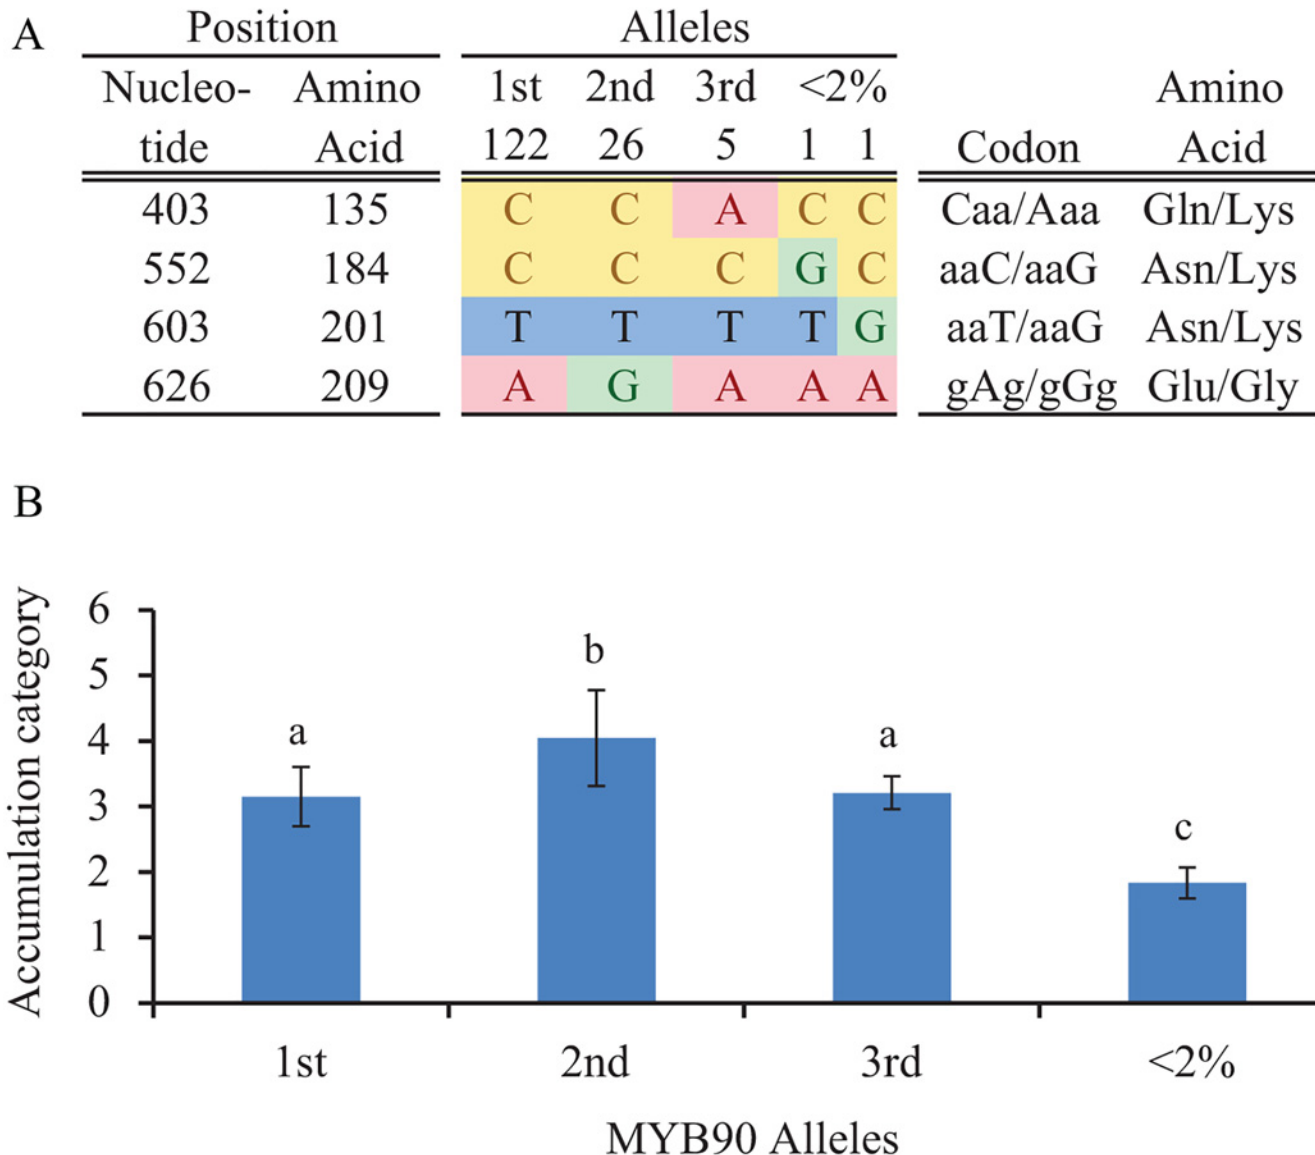 A
Position Alleles
Nucleo- Amino 1st 2nd 3rd <2% Amino
tide Acid 122 26 5 1 1 Codon Acid
403 135 C C A C C Caa/Aaa Gln/Lys
552 184 C C C G C aaC/aaG Asn/Lys
603 201 T T T T G aaT/aaG Asn/Lys
626 209 A G A A A gAg/gGg Glu/Gly
B
Accumulation category
6
5
4
3
2
1
0
a
b
a
c
1st 2nd 3rd <2%
MYB90 Alleles